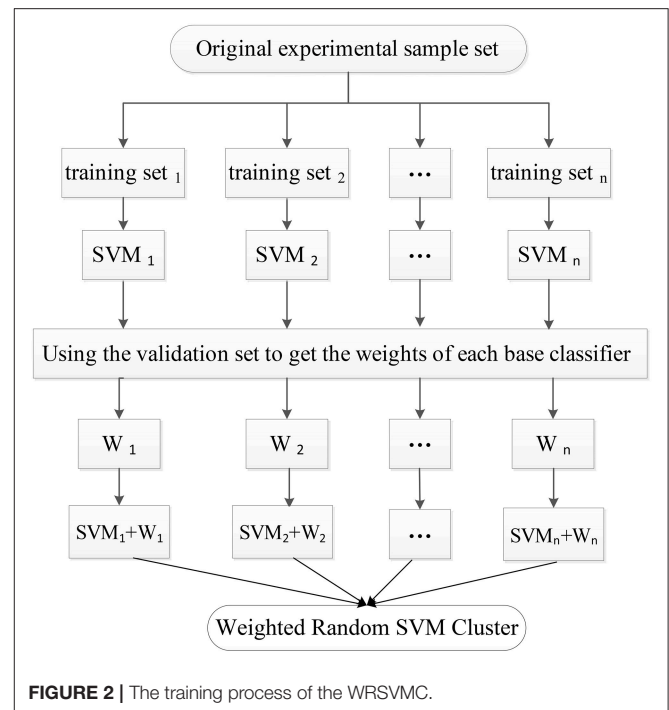 Original experimental sample set
training set 1 training set 2 ... training set n
SVM 1 SVM 2 ... SVM n
Using the validation set to get the weights of each base classifier
W 1 W 2 ... W n
SVM1+W1 SVM2+W2 ... SVMn+Wn
Weighted Random SVM Cluster
FIGURE 2 | The training process of the WRSVMC.